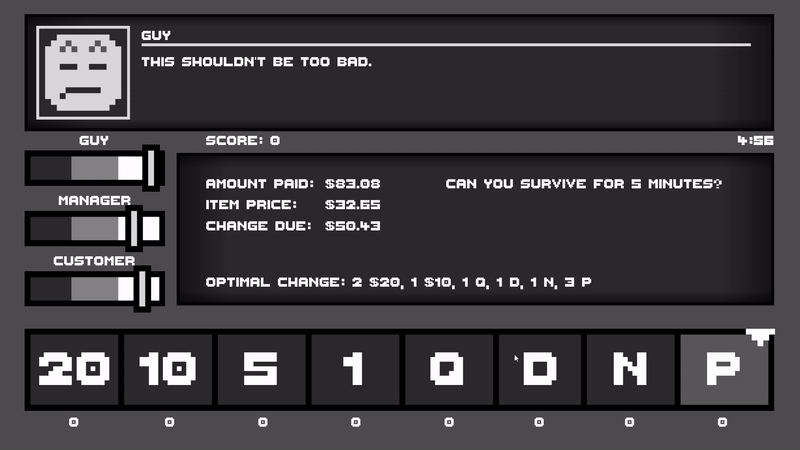 GUY
THIS SHOULDN'T BE TOO BAD.
GUY
SCORE: 0
4:56
MANAGER
CUSTOMER
AMOUNT PAID: $83.08
CAN YOU SURVIVE FOR 5 MINUTES?
ITEM PRICE: $32.65
CHANGE DUE: $50.43
OPTIMAL CHANGE: 2 $20, 1 $10, 1 Q, 1 D, 1 N, 3 P
20 10 5 1 Q D N P
0 0 0 0 0 0 0 0